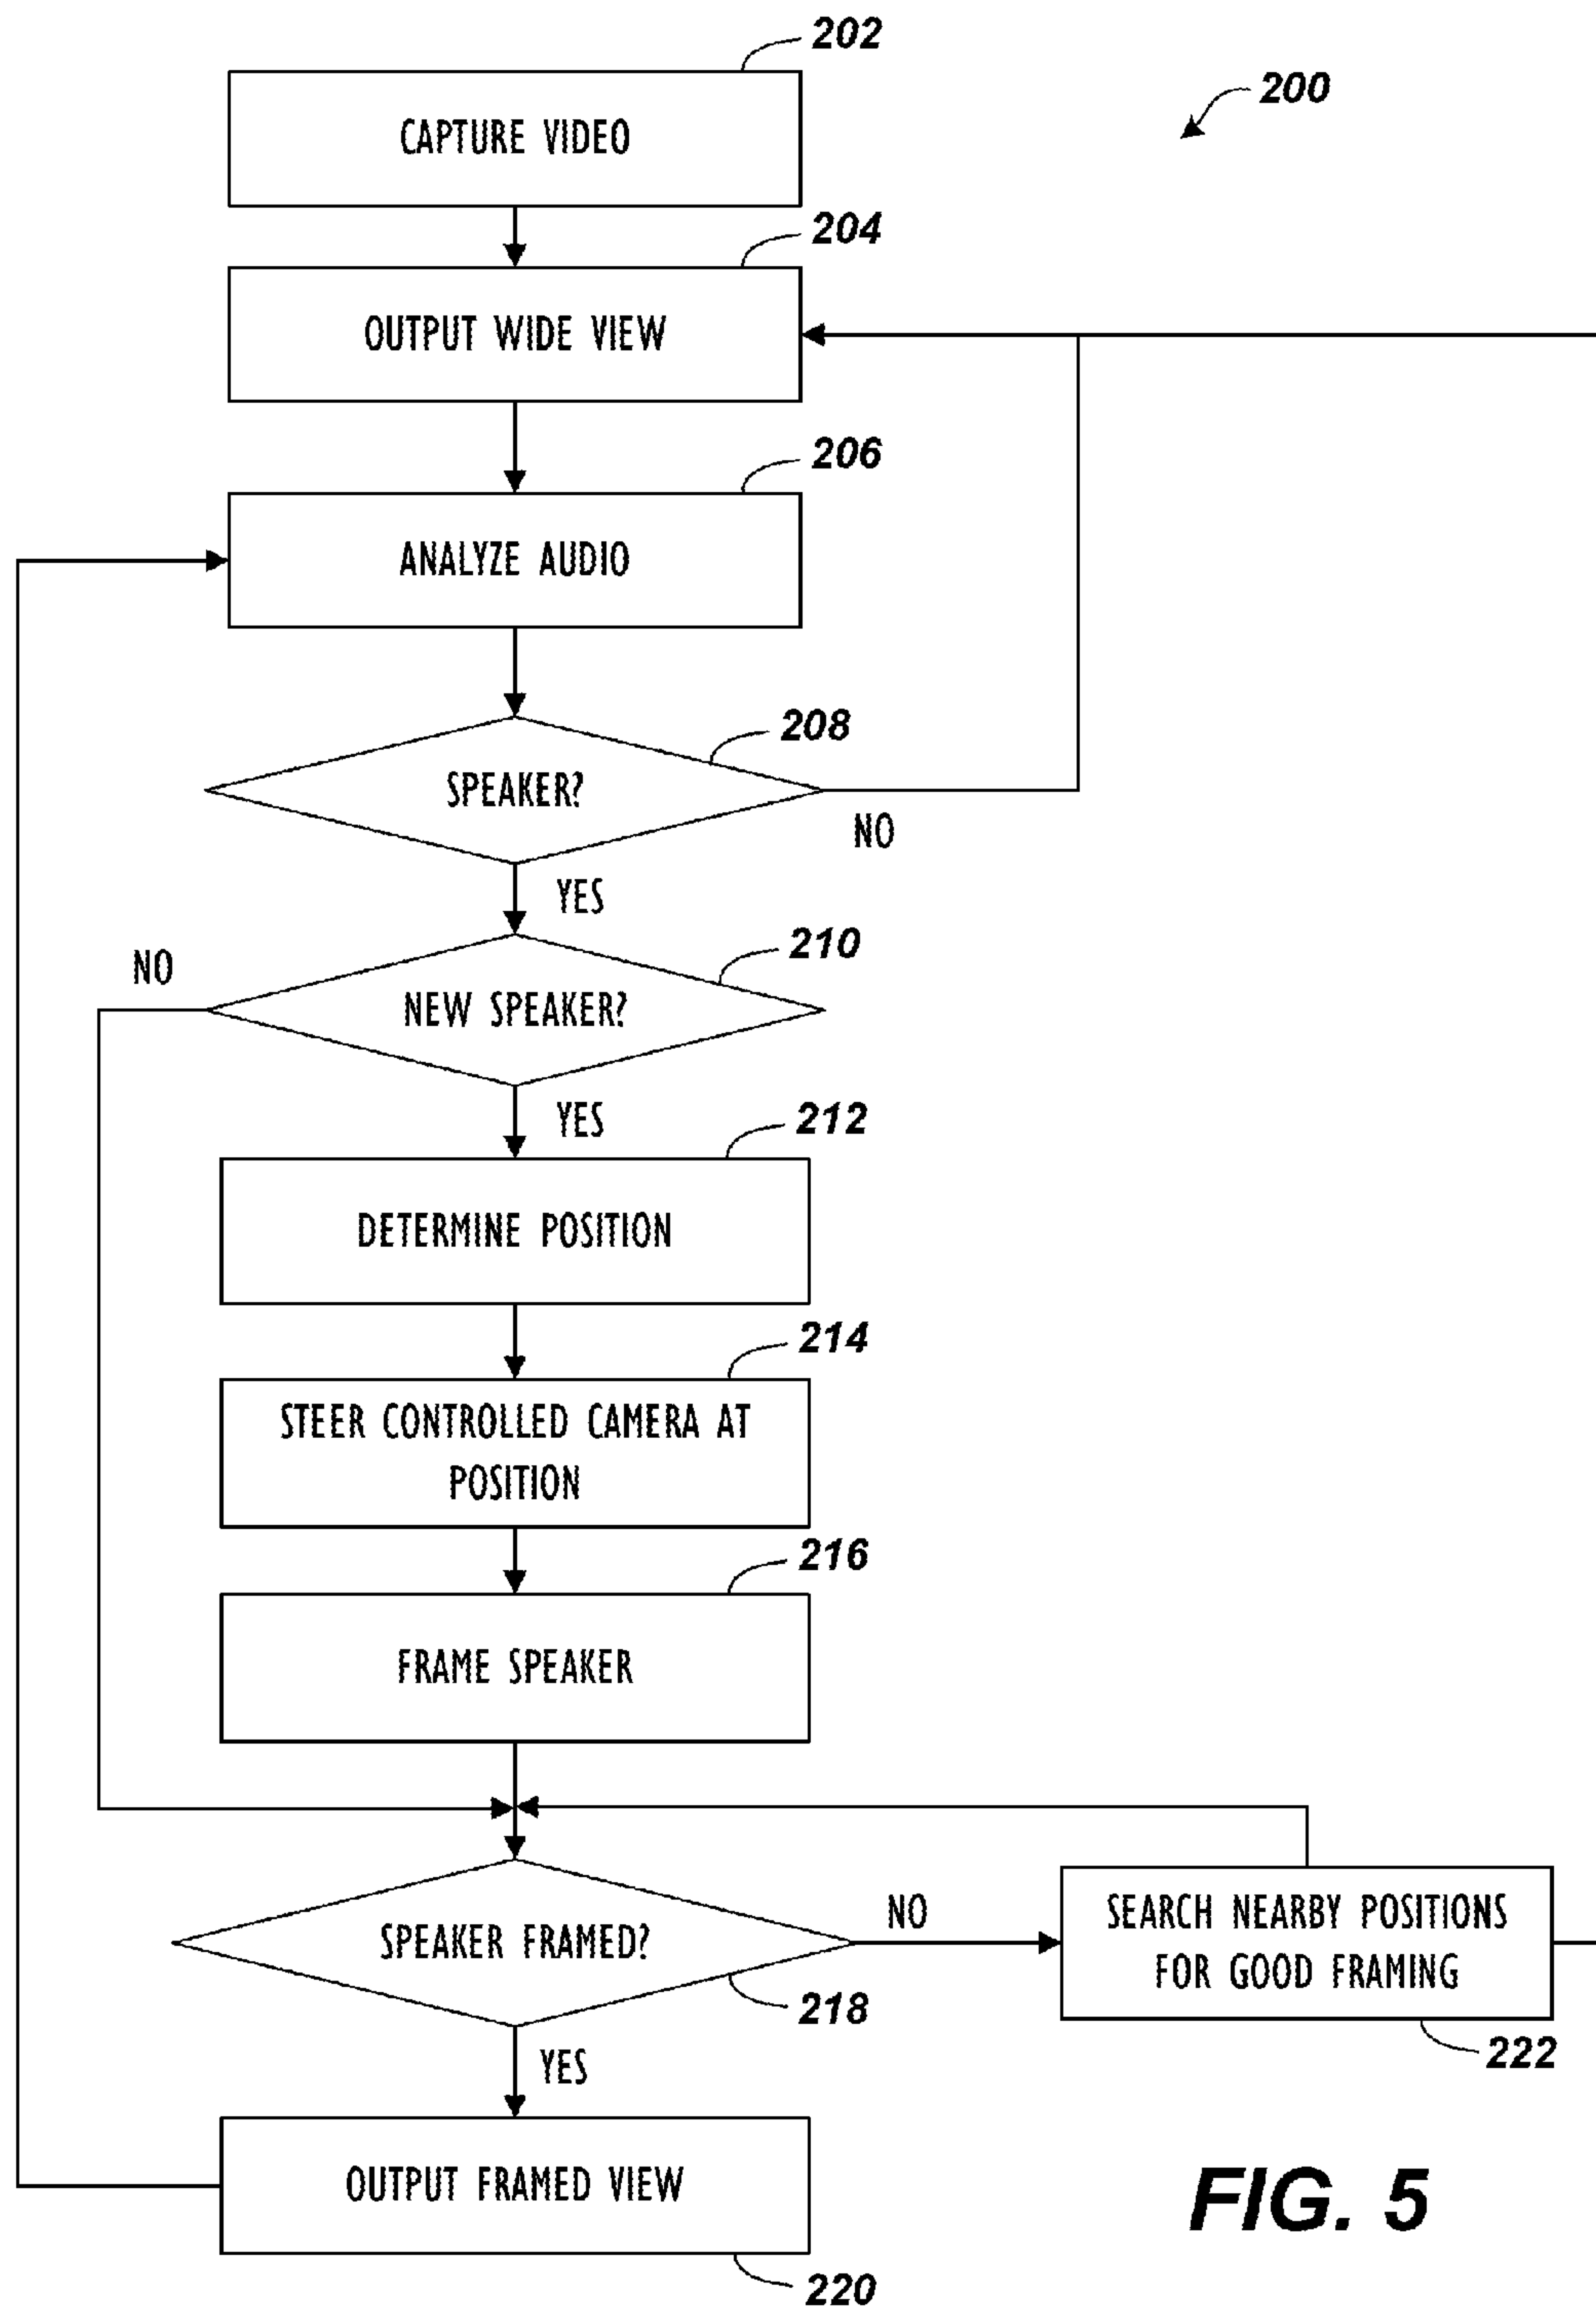 202
200
CAPTURE VIDEO
204
OUTPUT WIDE VIEW
206
ANALYZE AUDIO
208
SPEAKER?
NO
YES
210
NO
NEW SPEAKER?
YES
212
DETERMINE POSITION
214
STEER CONTROLLED CAMERA AT
POSITION
216
FRAME SPEAKER
NO
SPEAKER FRAMED?
SEARCH NEARBY POSITIONS
FOR GOOD FRAMING
218
222
YES
OUTPUT FRAMED VIEW
220
FIG. 5